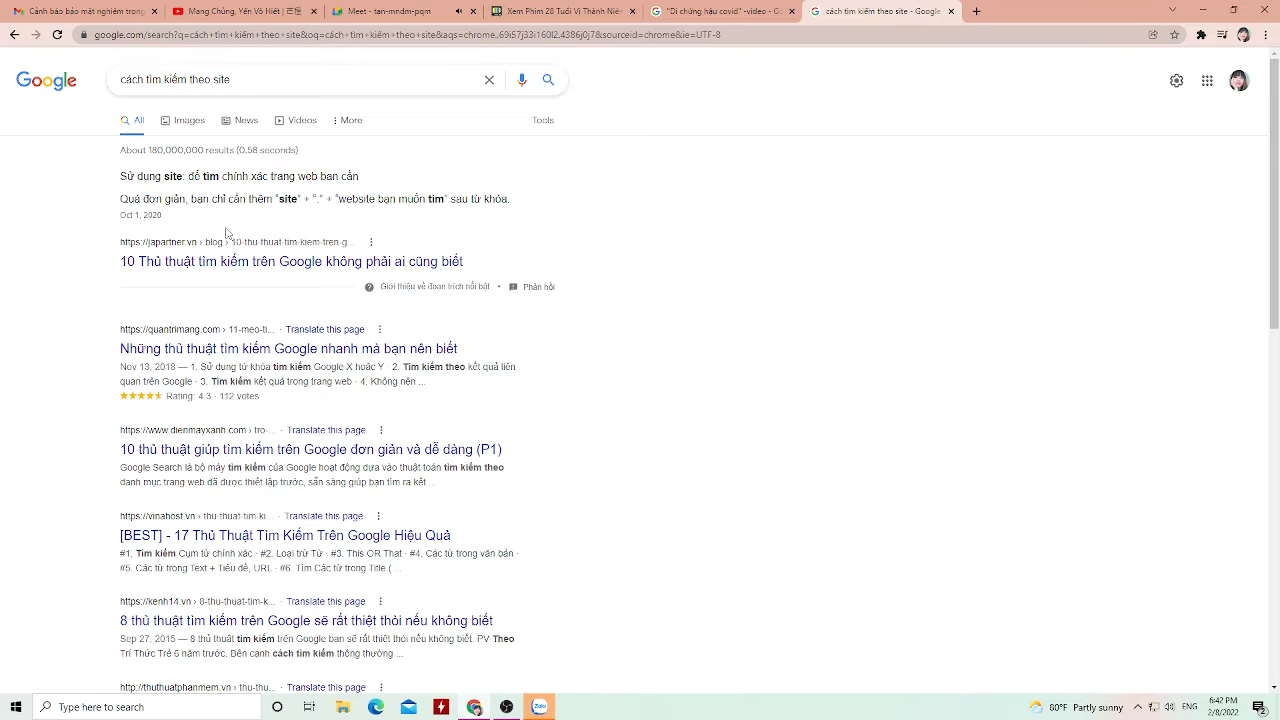 Cảnh báo bảo mật nghiêm trọng
Mang Chủng, Yên Vô Hiết | 芒種
Meet - tan-mndm-pqm
Xem Phim 28 Tuổi Vị Thành Niên
"Di chứng hậu covid" -video - Go
cách tìm kiếm theo site - Google
google.com/search?q=cách+tìm+kiếm+theo+site&oq=cách+tìm+kiếm+theo+site&aqs=chrome..69i57j33i160l2.4386j0j7&sourceid=chrome&ie=UTF-8
Google
cách tìm kiếm theo site
All
Images
News
Videos
More
Tools
About 180,000,000 results (0.58 seconds)
Sử dụng site: để tìm chính xác trang web bạn cần
Quá đơn giản, bạn chỉ cần thêm "site" + ":" + "website bạn muốn tìm" sau từ khóa.
Oct 1, 2020
https://japartner.vn › blog › 10-thu-thuat-tim-kiem-tren-g...
10 Thủ thuật tìm kiếm trên Google không phải ai cũng biết
Giới thiệu về đoạn trích nổi bật • Phản hồi
https://quantrimang.com › 11-meo-ti... · Translate this page
Những thủ thuật tìm kiếm Google nhanh mà bạn nên biết
Nov 13, 2018 — 1. Sử dụng từ khóa tìm kiếm Google X hoặc Y · 2. Tìm kiếm theo kết quả liên
quan trên Google · 3. Tìm kiếm kết quả trong trang web · 4. Không nên ...
Rating: 4.3 · 112 votes
https://www.dienmayxanh.com › tro-... · Translate this page
10 thủ thuật giúp tìm kiếm trên Google đơn giản và dễ dàng (P1)
Google Search là bộ máy tìm kiếm của Google hoạt động dựa vào thuật toán tìm kiếm theo
danh mục trang web đã được thiết lập trước, sẵn sàng giúp bạn tìm ra kết ...
https://vinahost.vn › thu-thuat-tim-ki... · Translate this page
[BEST] - 17 Thủ Thuật Tìm Kiếm Trên Google Hiệu Quả
#1. Tìm kiếm Cụm từ chính xác · #2. Loại trừ Từ · #3. This OR That · #4. Các từ trong văn bản ·
#5. Các từ trong Text + Tiêu đề, URL · #6. Tìm Các từ trong Title ( ...
https://kenh14.vn › 8-thu-thuat-tim-k... · Translate this page
8 thủ thuật tìm kiếm trên Google sẽ rất thiệt thòi nếu không biết
Sep 27, 2015 — 8 thủ thuật tìm kiếm trên Google bạn sẽ rất thiệt thòi nếu không biết. PV Theo
Trí Thức Trẻ 6 năm trước. Bên cạnh cách tìm kiếm thông thường ...
http://thuthuatphanmem.vn › thu-thu... · Translate this page
Type here to search
Zalo
80°F Partly sunny
ENG
6:42 PM
2/8/2022
2